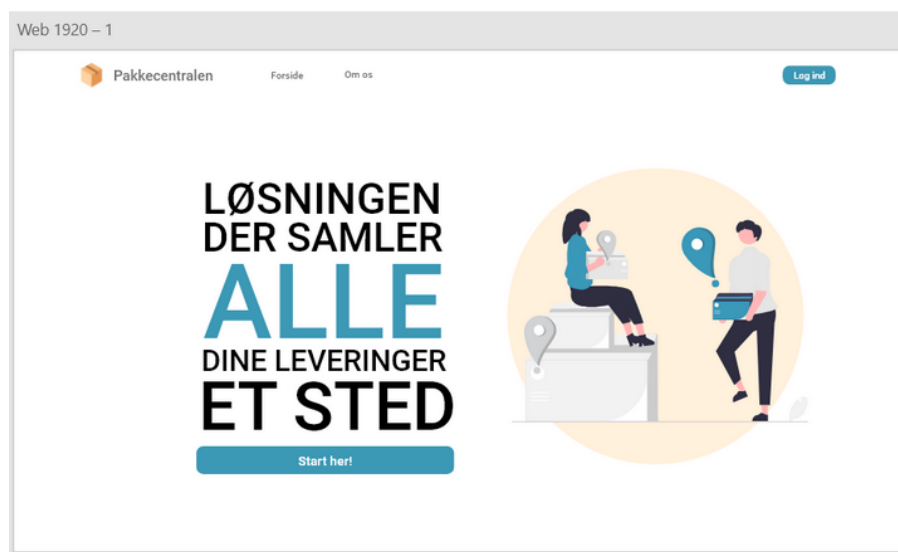 Web 1920 – 1
Pakkecentralen Forside Om os Log ind
LØSNINGEN
DER SAMLER
ALLE
DINE LEVERINGER
ET STED
Start her!